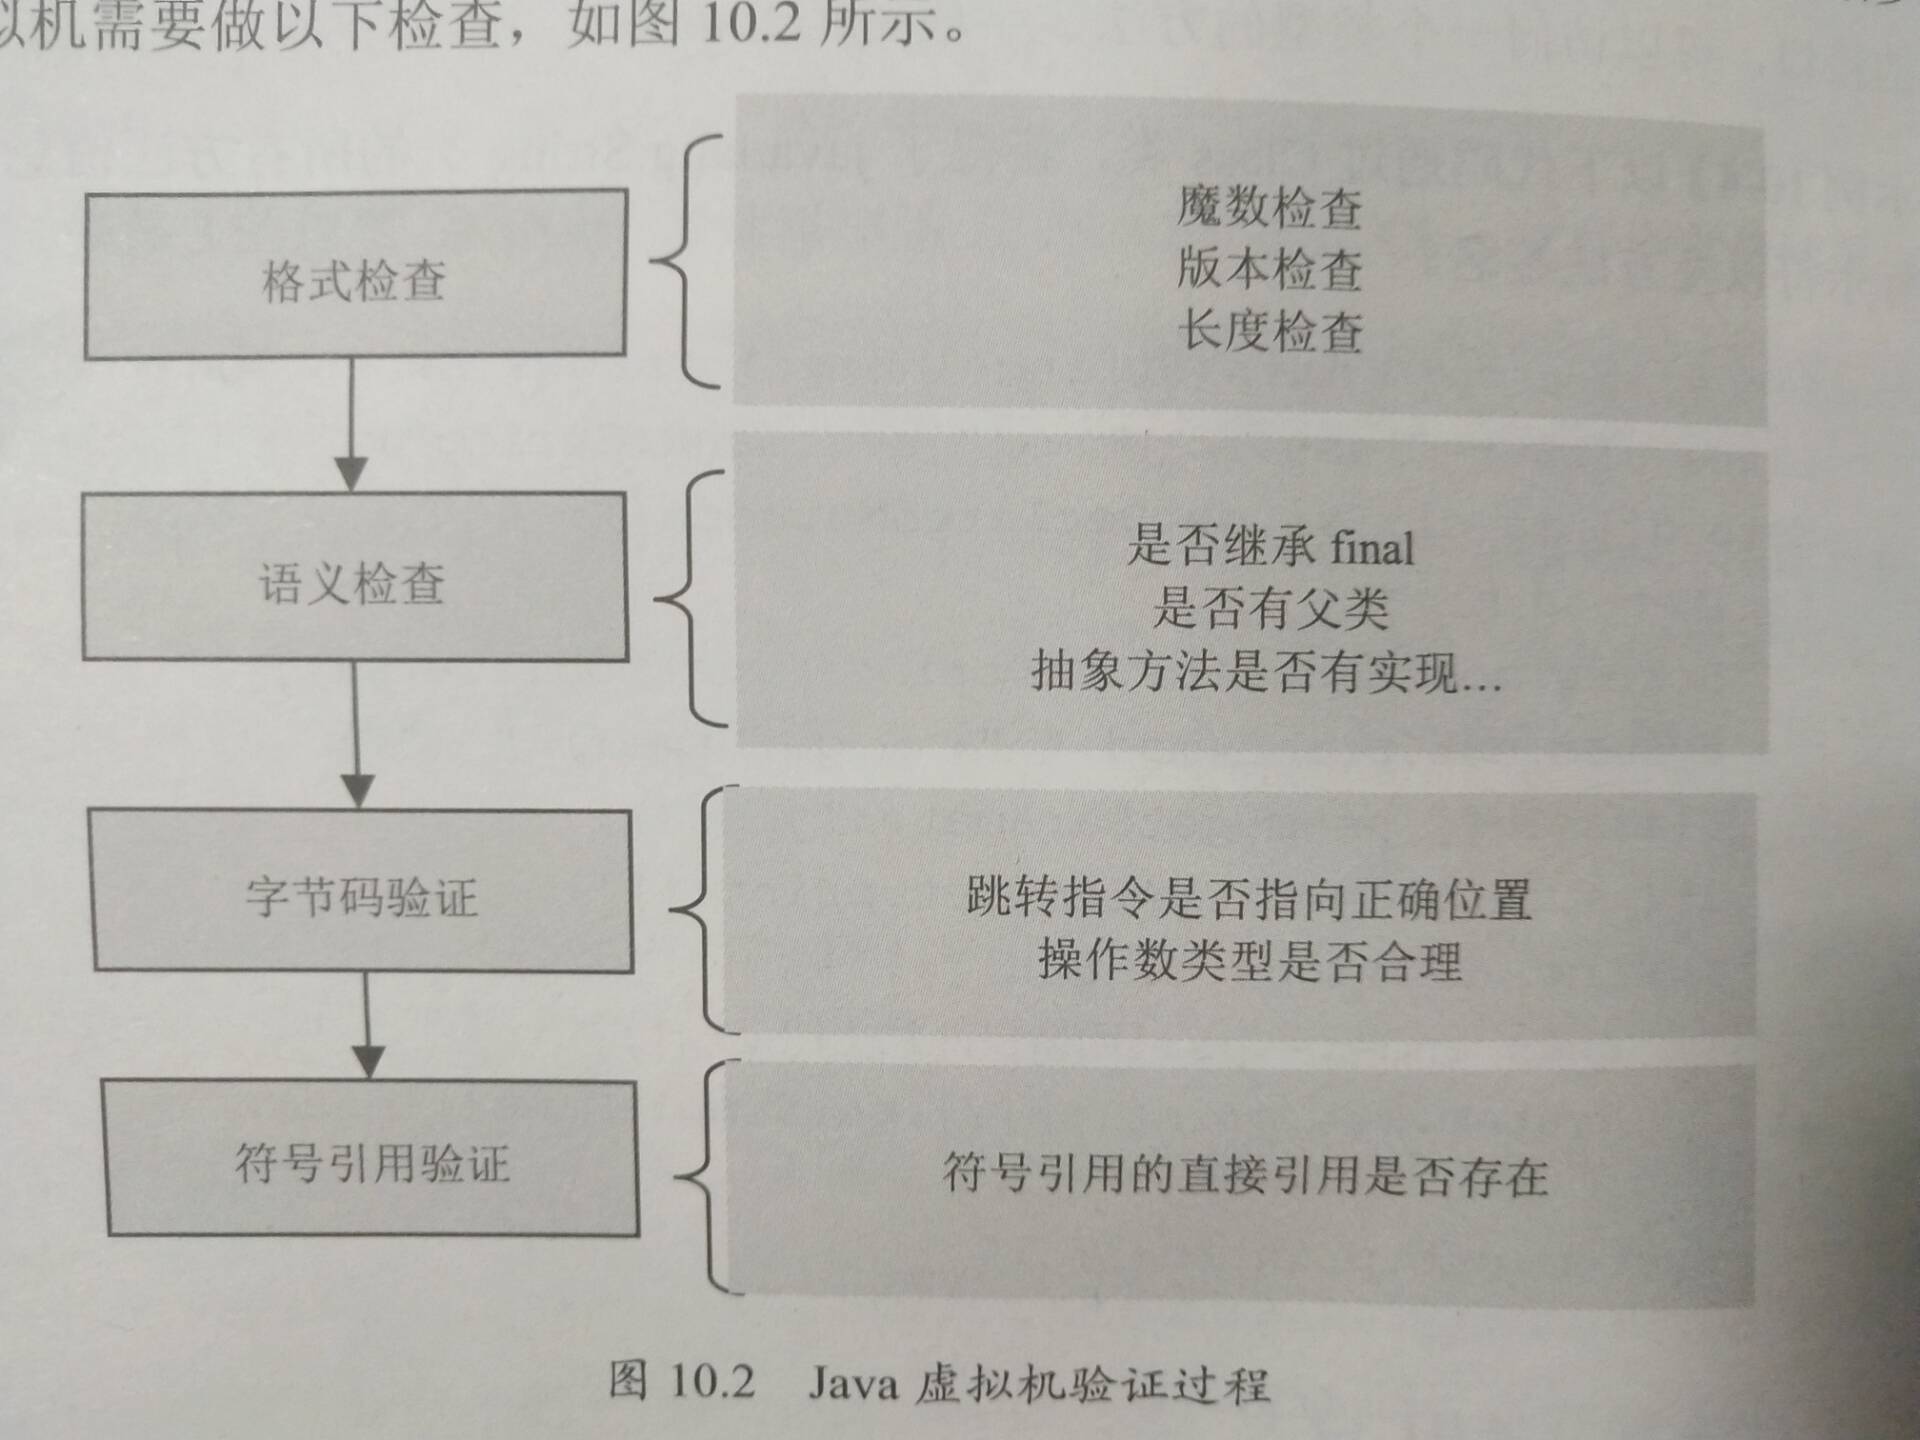 拟机需要做以下检查，如图 10.2 所示。
格式检查
魔数检查
版本检查
长度检查
语义检查
是否继承 final
是否有父类
抽象方法是否有实现...
字节码验证
跳转指令是否指向正确位置
操作数类型是否合理
符号引用验证
符号引用的直接引用是否存在
图 10.2 Java 虚拟机验证过程